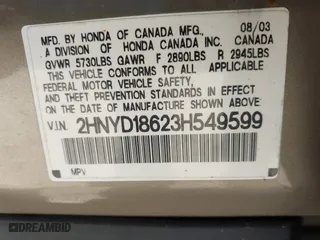 MFD. BY HONDA OF CANADA MFG., 08/03
A DIVISION OF HONDA CANADA INC. CANADA
GVWR 5730LBS GAWR F 2890LBS R 2945LBS
THIS VEHICLE CONFORMS TO ALL APPLICABLE
FEDERAL MOTOR VEHICLE SAFETY, BUMPER,
AND THEFT PREVENTION STANDARDS IN EFFECT
ON THE DATE OF MANUFACTURE SHOWN ABOVE.
V.I.N. 2HNYD18623H549599
MPV
DREAMBID